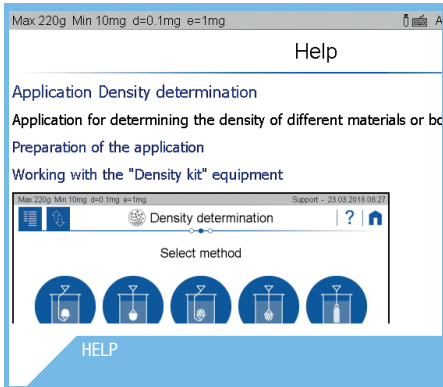 Max 220g Min 10mg d=0.1mg e=1mg
Help
Application Density determination
Application for determining the density of different materials or bo
Preparation of the application
Working with the "Density kit" equipment
Max 220g Min 10mg d=0.1mg e=1mg Support - 23.03.2018 08:27
Density determination ?
Select method
HELP